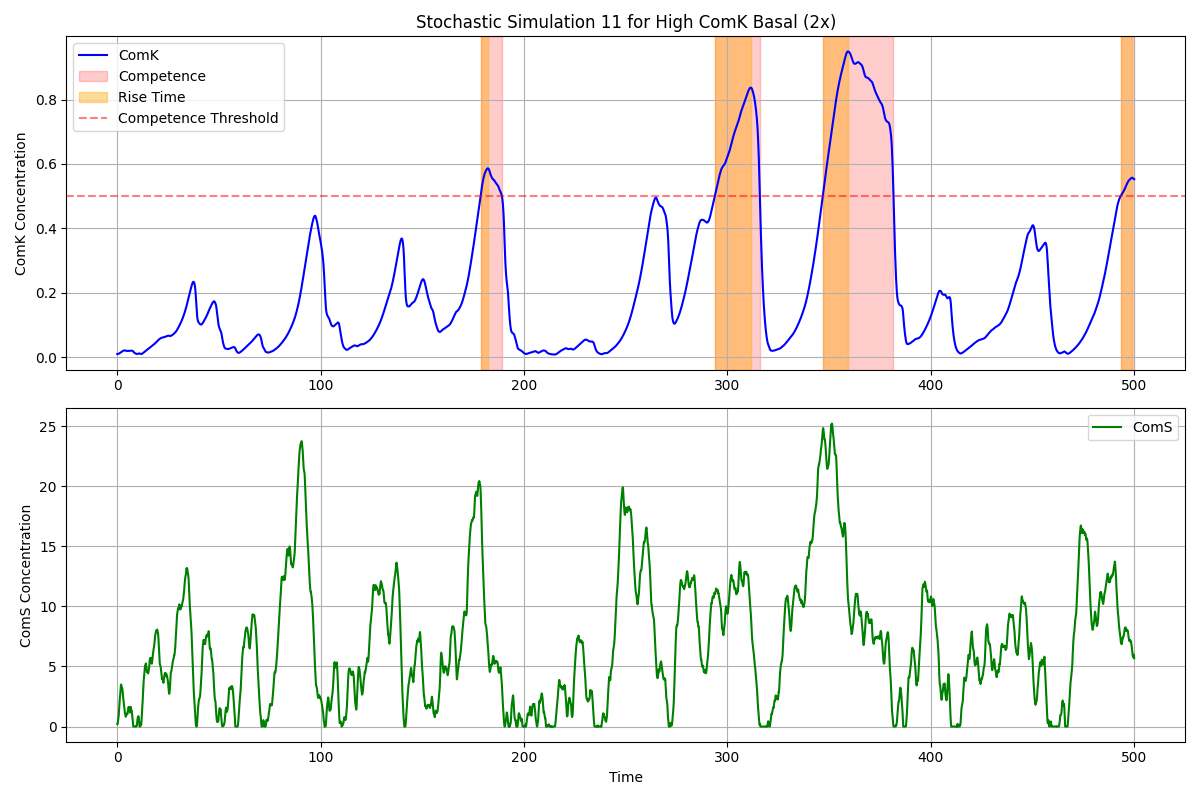 Stochastic Simulation 11 for High ComK Basal (2x)
ComK
Competence
Rise Time
Competence Threshold
ComK Concentration
0.8
0.6
0.4
0.2
0.0
0 100 200 300 400 500
ComS
ComS Concentration
25
20
15
10
5
0
0 100 200 300 400 500
Time